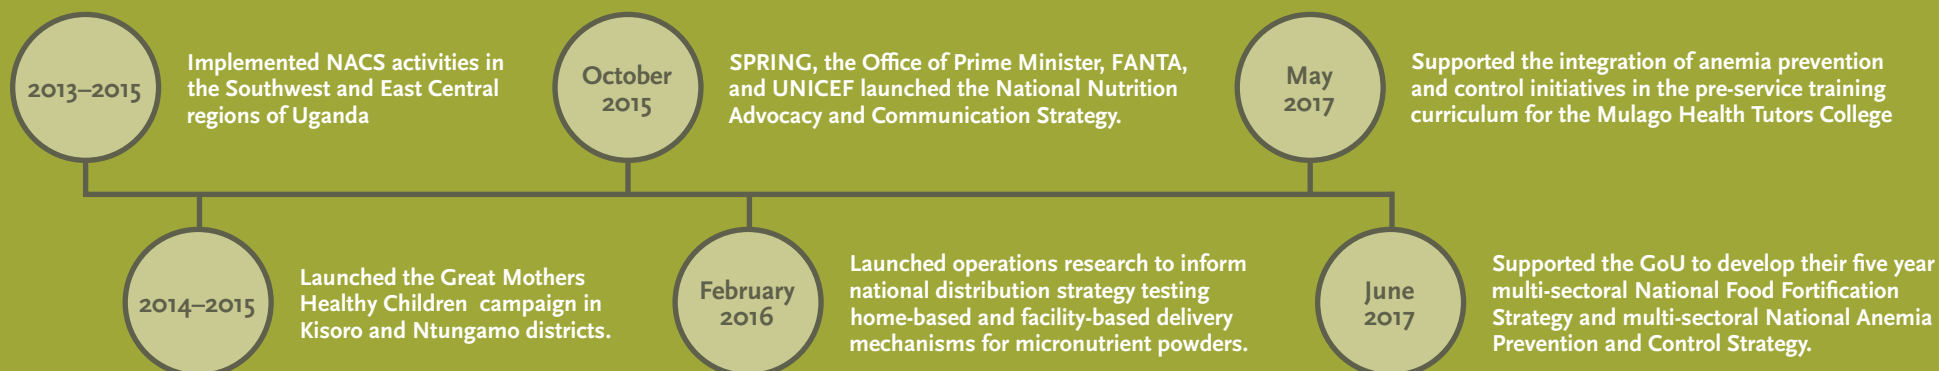 2013–2015
Implemented NACS activities in
the Southwest and East Central
regions of Uganda
2014–2015
Launched the Great Mothers
Healthy Children campaign in
Kisoro and Ntungamo districts.
October
2015
SPRING, the Office of Prime Minister, FANTA,
and UNICEF launched the National Nutrition
Advocacy and Communication Strategy.
February
2016
Launched operations research to inform
national distribution strategy testing
home-based and facility-based delivery
mechanisms for micronutrient powders.
May
2017
Supported the integration of anemia prevention
and control initiatives in the pre-service training
curriculum for the Mulago Health Tutors College
June
2017
Supported the GoU to develop their five year
multi-sectoral National Food Fortification
Strategy and multi-sectoral National Anemia
Prevention and Control Strategy.